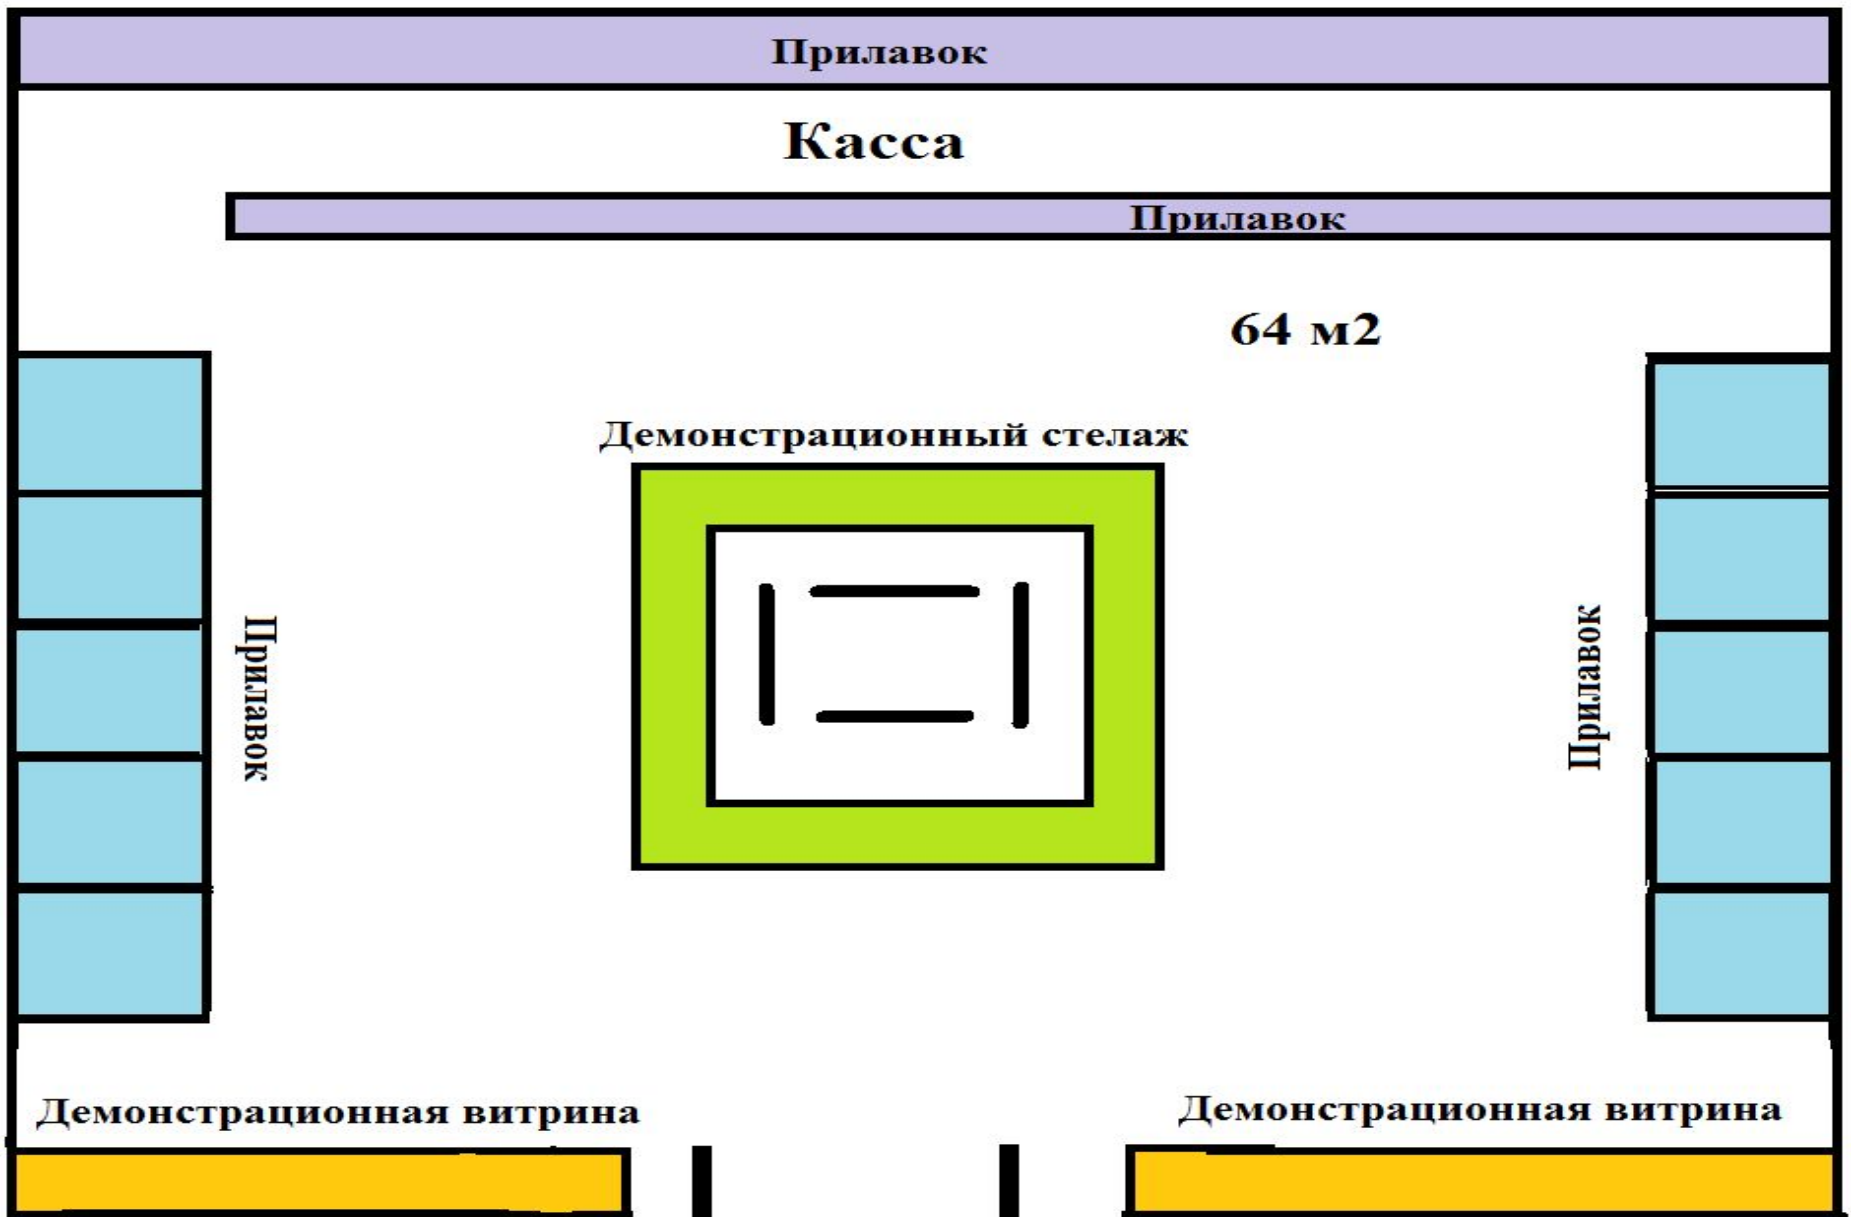 Прилавок
Касса
Прилавок
64 м2
Демонстрационный стелаж
Прилавок
Прилавок
Демонстрационная витрина
Демонстрационная витрина